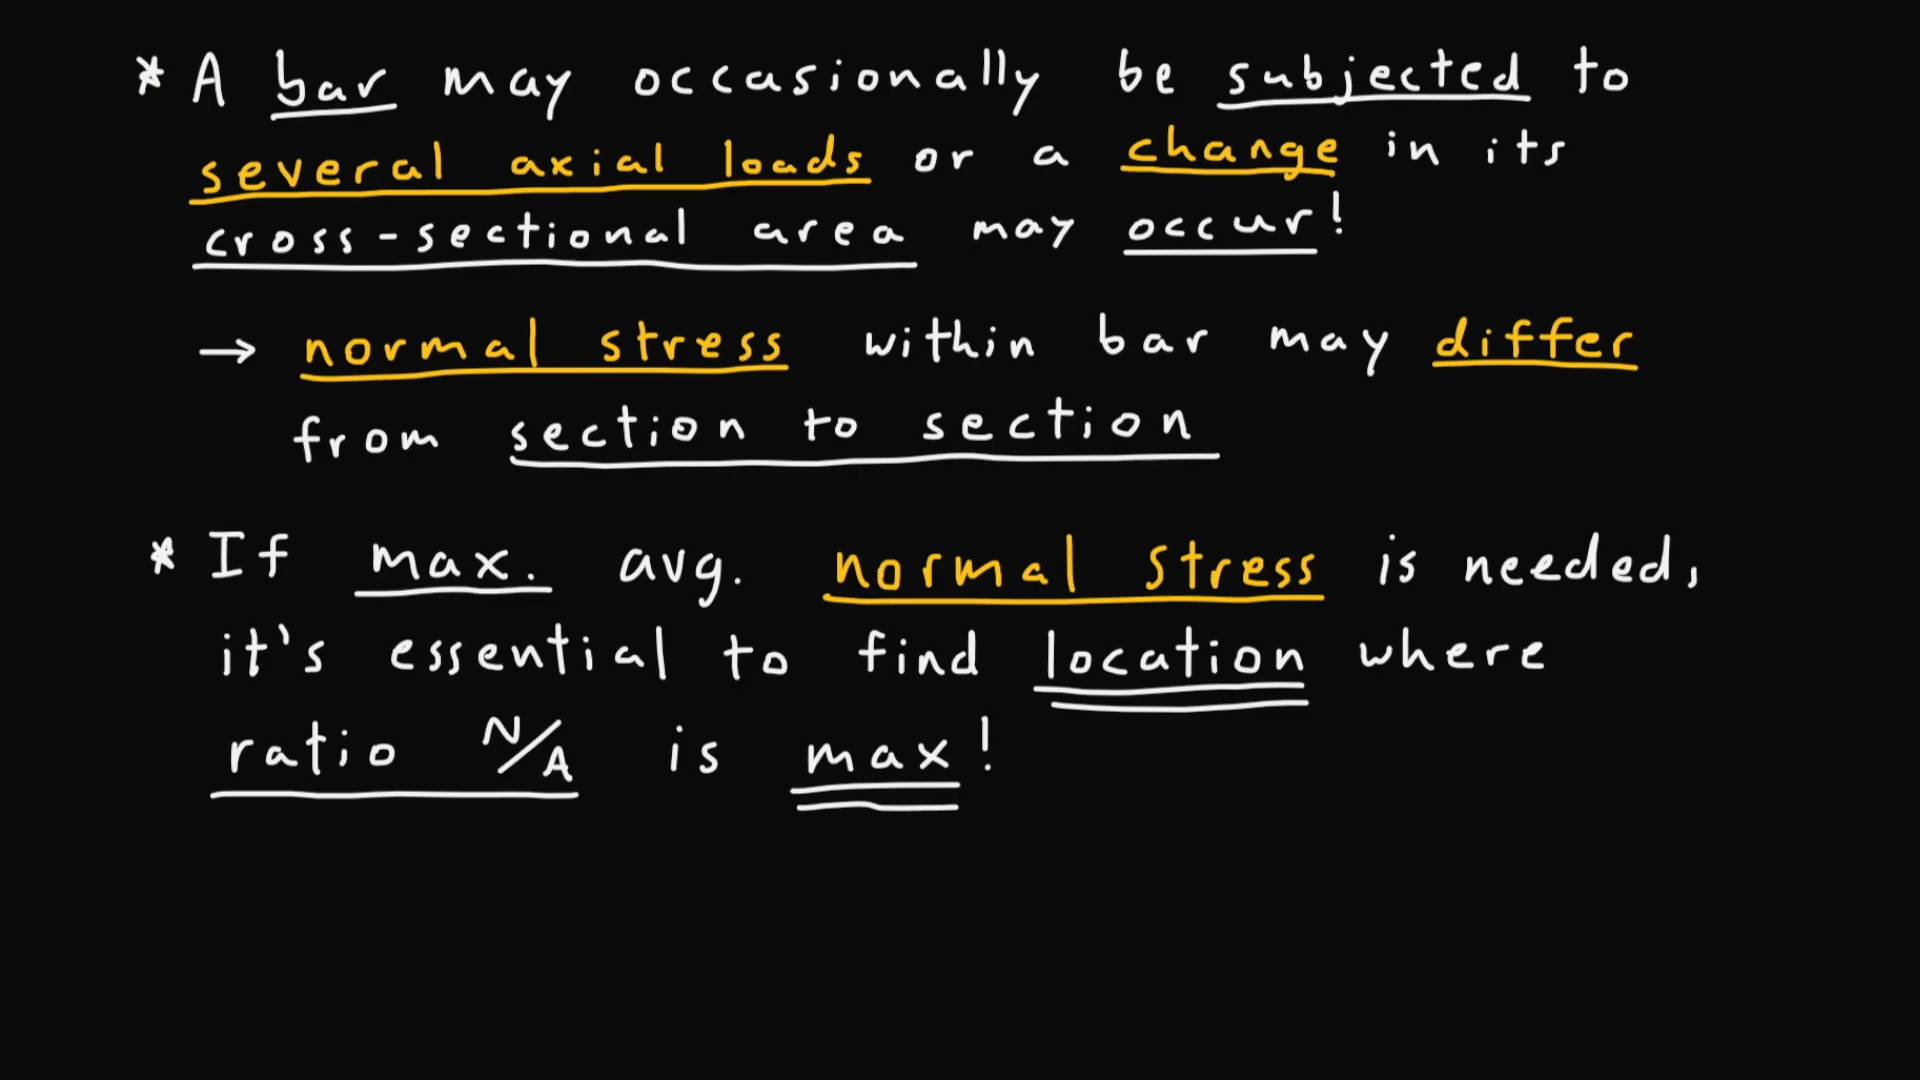 * A bar may occasionally be subjected to
several axial loads or a change in its
cross-sectional area may occur!
→ normal stress within bar may differ
from section to section
* If max. avg. normal stress is needed,
it's essential to find location where
ratio N/A is max!